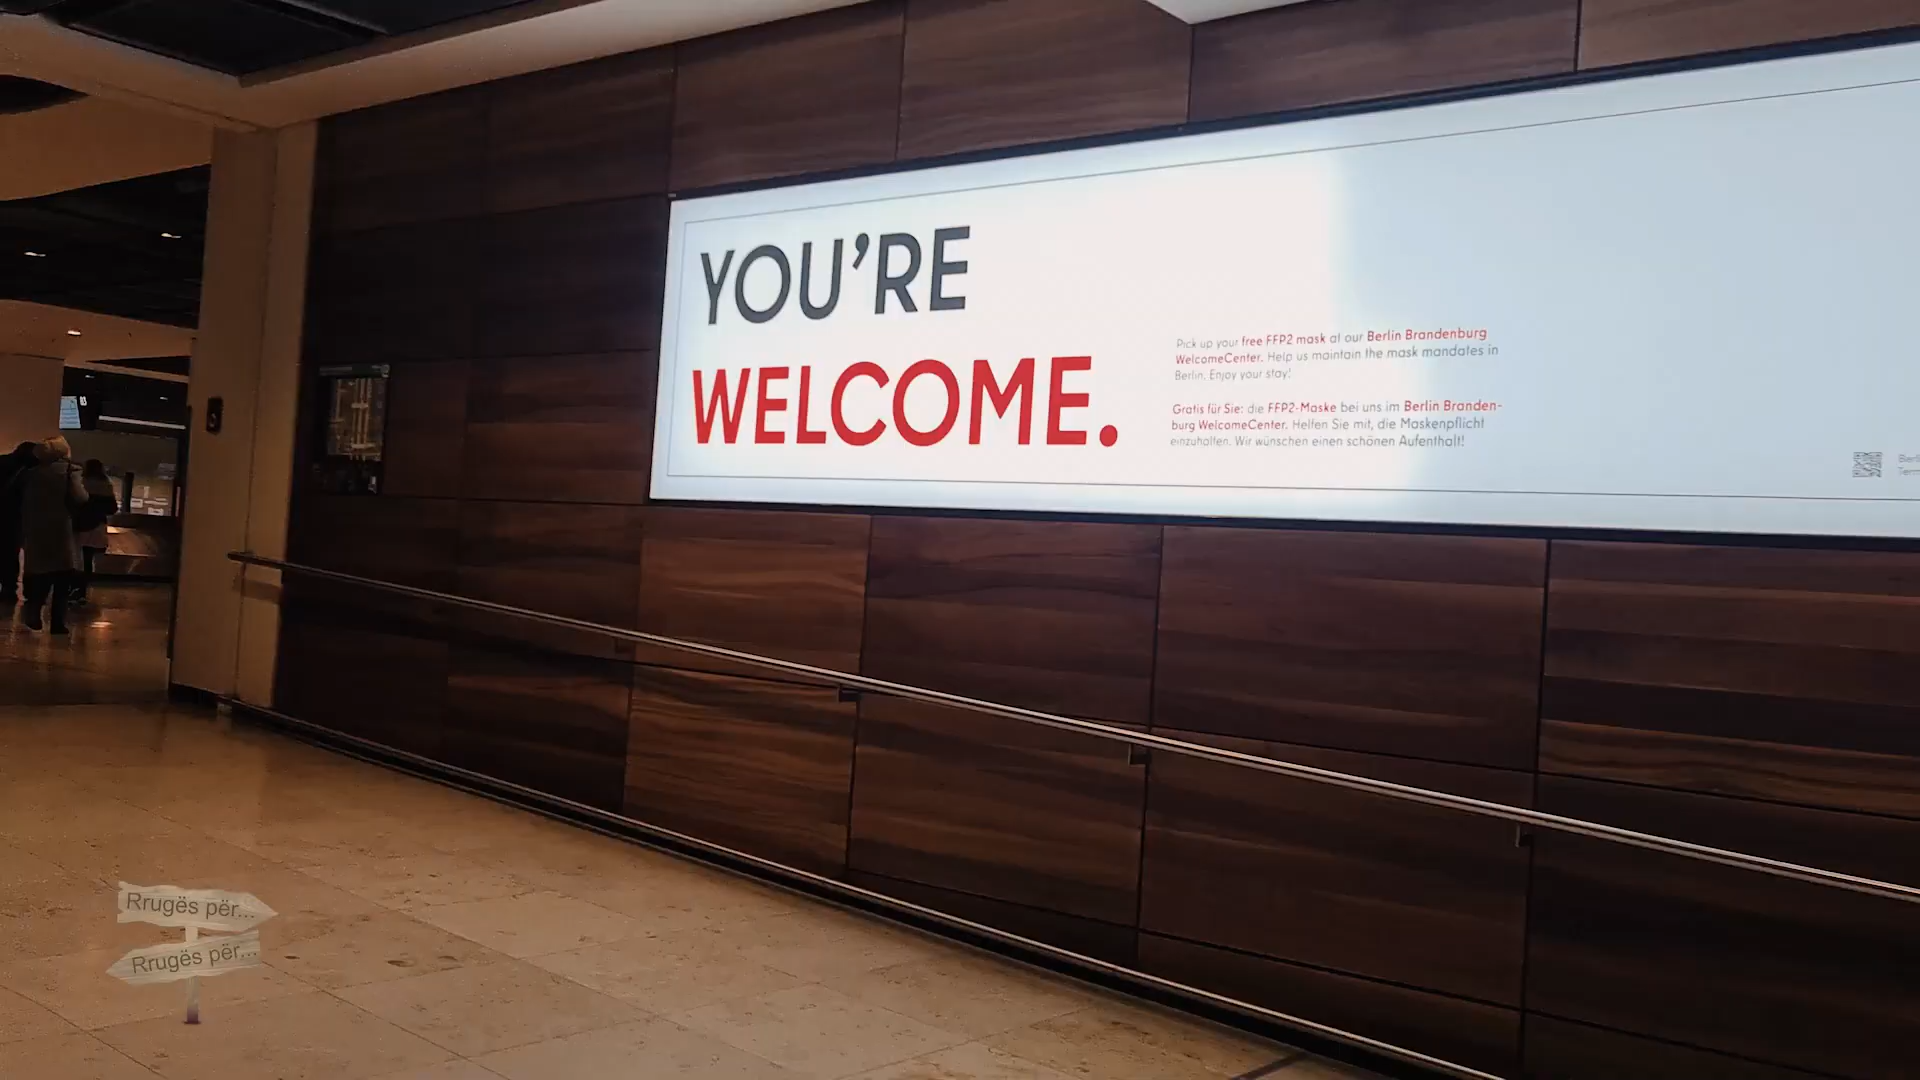 YOU'RE
WELCOME.
Pick up your free FFP2 mask at our Berlin Brandenburg
WelcomeCenter. Help us maintain the mask mandates in
Berlin. Enjoy your stay!
Gratis für Sie: die FFP2-Maske bei uns im Berlin Branden-
burg WelcomeCenter. Helfen Sie mit, die Maskenpflicht
einzuhalten. Wir wünschen einen schönen Aufenthalt!
Rrugës për...
Rrugës për...